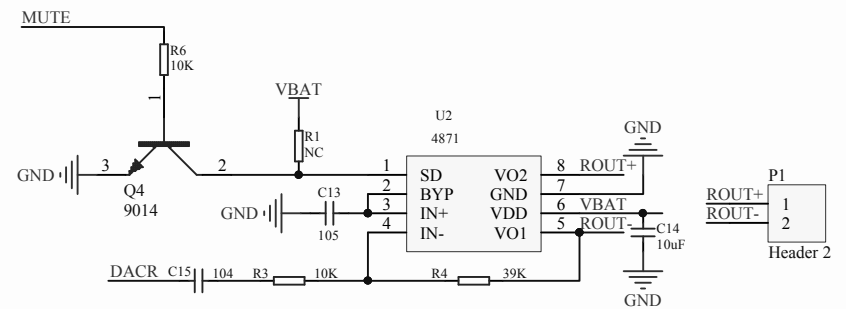 MUTE
R6
10K
1
VBAT
R1
NC
U2
4871
GND
3
2
Q4
9014
1
SD
VO2
8
ROUT+
GND
2
BYP
GND
7
C13
105
GND
3
IN+
VDD
6
VBAT
4
IN-
VO1
5
ROUT-
C14
10uF
GND
DACR
C15
104
R3
10K
R4
39K
P1
ROUT+
1
ROUT-
2
Header 2